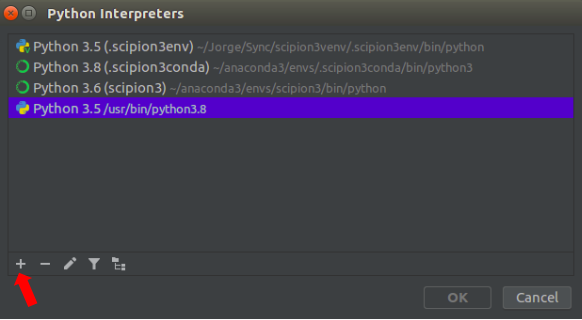 Python Interpreters
Python 3.5 (.scipion3env) ~/Jorge/Sync/scipion3venv/.scipion3env/bin/python
Python 3.8 (.scipion3conda) ~/anaconda3/envs/.scipion3conda/bin/python3
Python 3.6 (scipion3) ~/anaconda3/envs/scipion3/bin/python
Python 3.5 /usr/bin/python3.8
OK Cancel